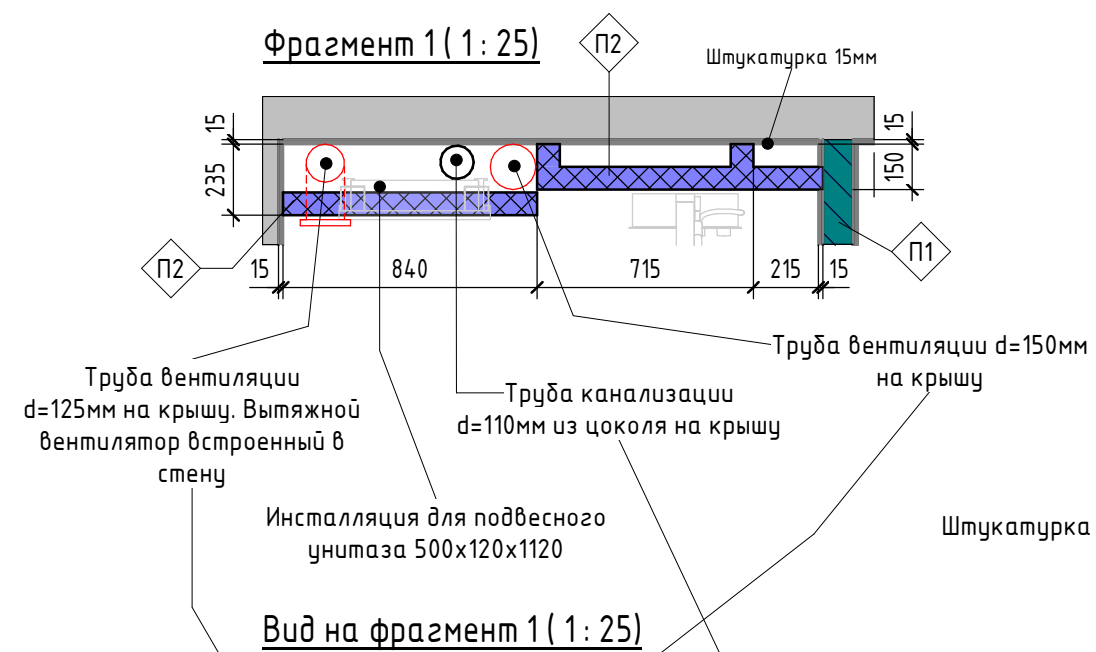 Фрагмент 1 ( 1 : 25)
П2
Штукатурка 15мм
15
235
15
150
П2
15
840
715
215
15
П1
Труба вентиляции
d=125мм на крышу. Вытяжной
вентилятор встроенный в
стену
Труба канализации
d=110мм из цоколя на крышу
Труба вентиляции d=150мм
на крышу
Инсталляция для подвесного
унитаза 500х120х1120
Штукатурка
Вид на фрагмент 1 ( 1 : 25)